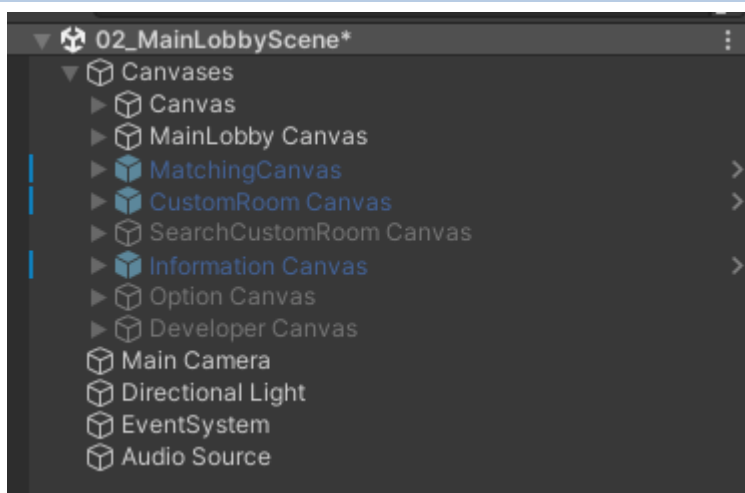 02_MainLobbyScene*
Canvases
Canvas
MainLobby Canvas
MatchingCanvas
CustomRoom Canvas
SearchCustomRoom Canvas
Information Canvas
Option Canvas
Developer Canvas
Main Camera
Directional Light
EventSystem
Audio Source